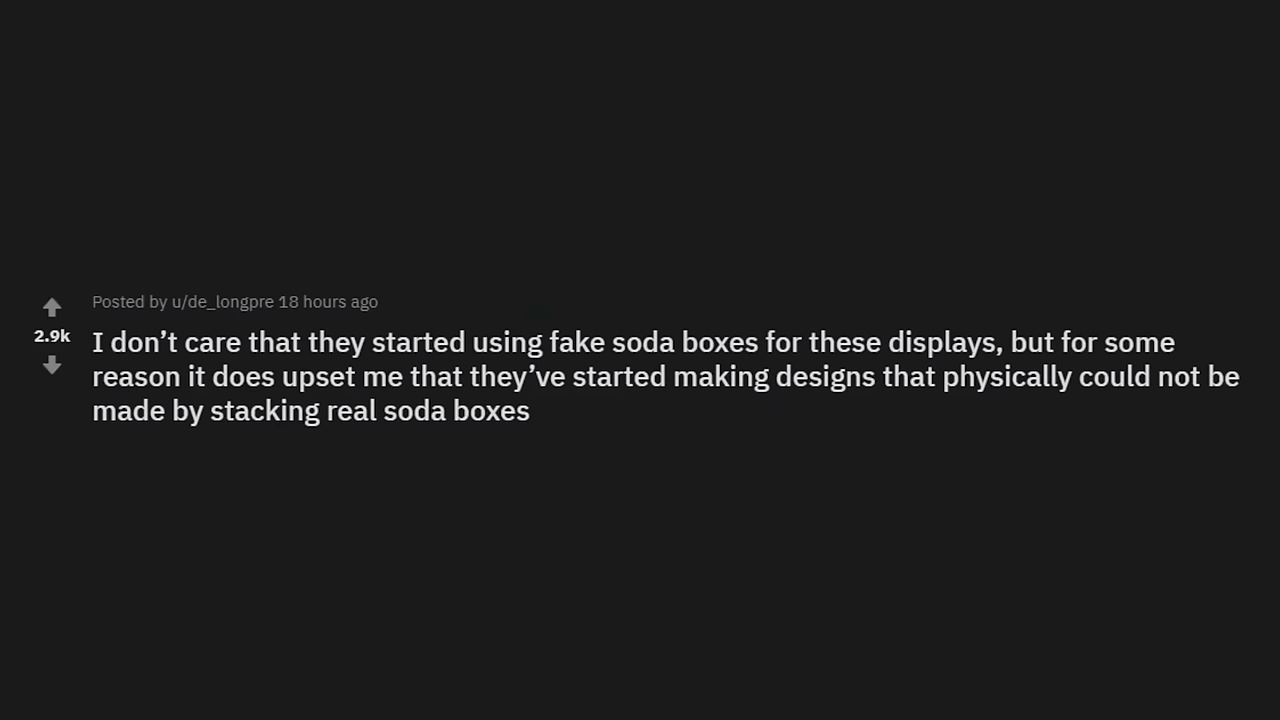 Posted by u/de_longpre 18 hours ago
2.9k
I don’t care that they started using fake soda boxes for these displays, but for some
reason it does upset me that they’ve started making designs that physically could not be
made by stacking real soda boxes